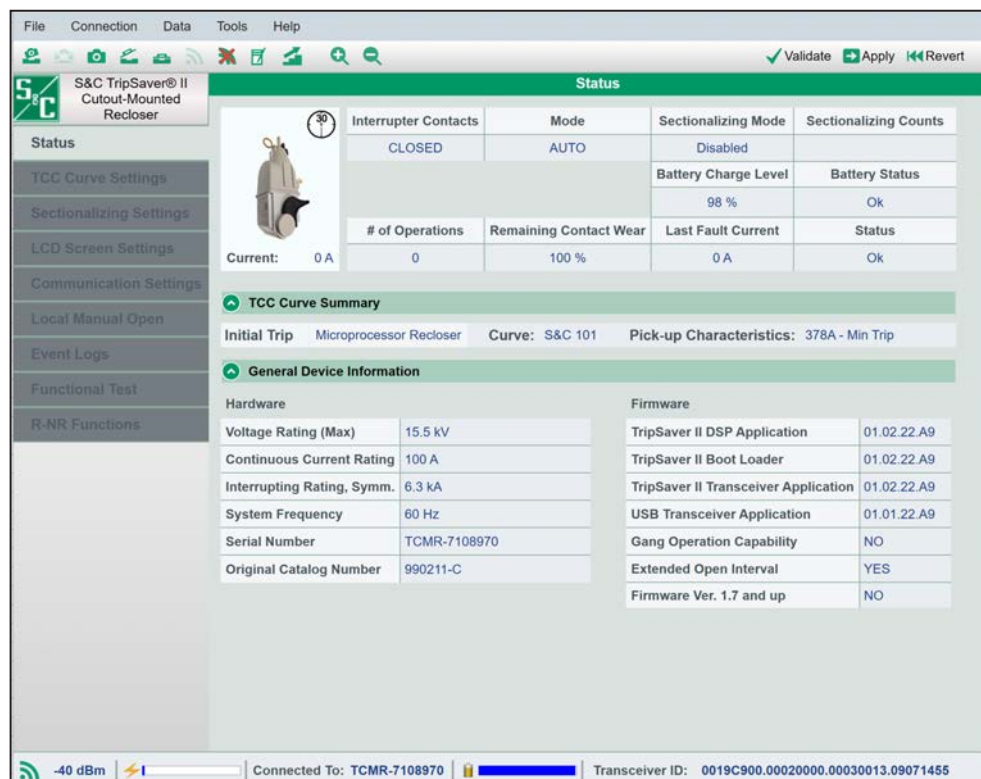 File Connection Data Tools Help
Validate Apply Revert
S&C
S&C TripSaver® II
Cutout-Mounted
Recloser
Status
Status
TCC Curve Settings
Sectionalizing Settings
LCD Screen Settings
Communication Settings
Local Manual Open
Event Logs
Functional Test
R-NR Functions
30
Current: 0 A
Interrupter Contacts Mode Sectionalizing Mode Sectionalizing Counts
CLOSED AUTO Disabled
Battery Charge Level Battery Status
98 % Ok
# of Operations Remaining Contact Wear Last Fault Current Status
0 100 % 0 A Ok
TCC Curve Summary
Initial Trip Microprocessor Recloser Curve: S&C 101 Pick-up Characteristics: 378A - Min Trip
General Device Information
Hardware
Voltage Rating (Max) 15.5 kV
Continuous Current Rating 100 A
Interrupting Rating, Symm. 6.3 kA
System Frequency 60 Hz
Serial Number TCMR-7108970
Original Catalog Number 990211-C
Firmware
TripSaver II DSP Application 01.02.22.A9
TripSaver II Boot Loader 01.02.22.A9
TripSaver II Transceiver Application 01.02.22.A9
USB Transceiver Application 01.01.22.A9
Gang Operation Capability NO
Extended Open Interval YES
Firmware Ver. 1.7 and up NO
-40 dBm Connected To: TCMR-7108970 Transceiver ID: 0019C900.00020000.00030013.09071455